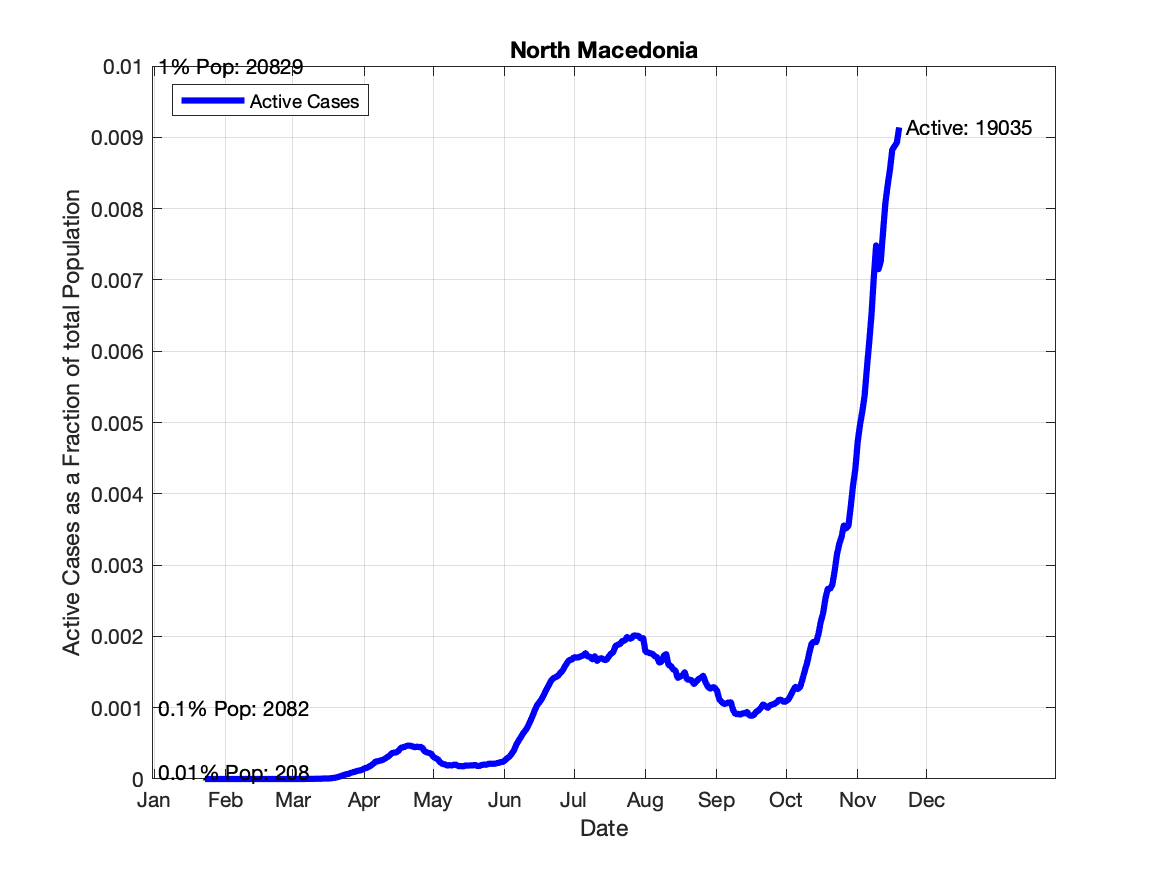 North Macedonia
0.01
1% Pop: 20829
Active Cases
0.009
Active: 19035
0.008
0.007
0.006
0.005
0.004
0.003
0.002
0.001
0.1% Pop: 2082
0
0.01% Pop: 208
Active Cases as a Fraction of total Population
Jan Feb Mar Apr May Jun Jul Aug Sep Oct Nov Dec
Date